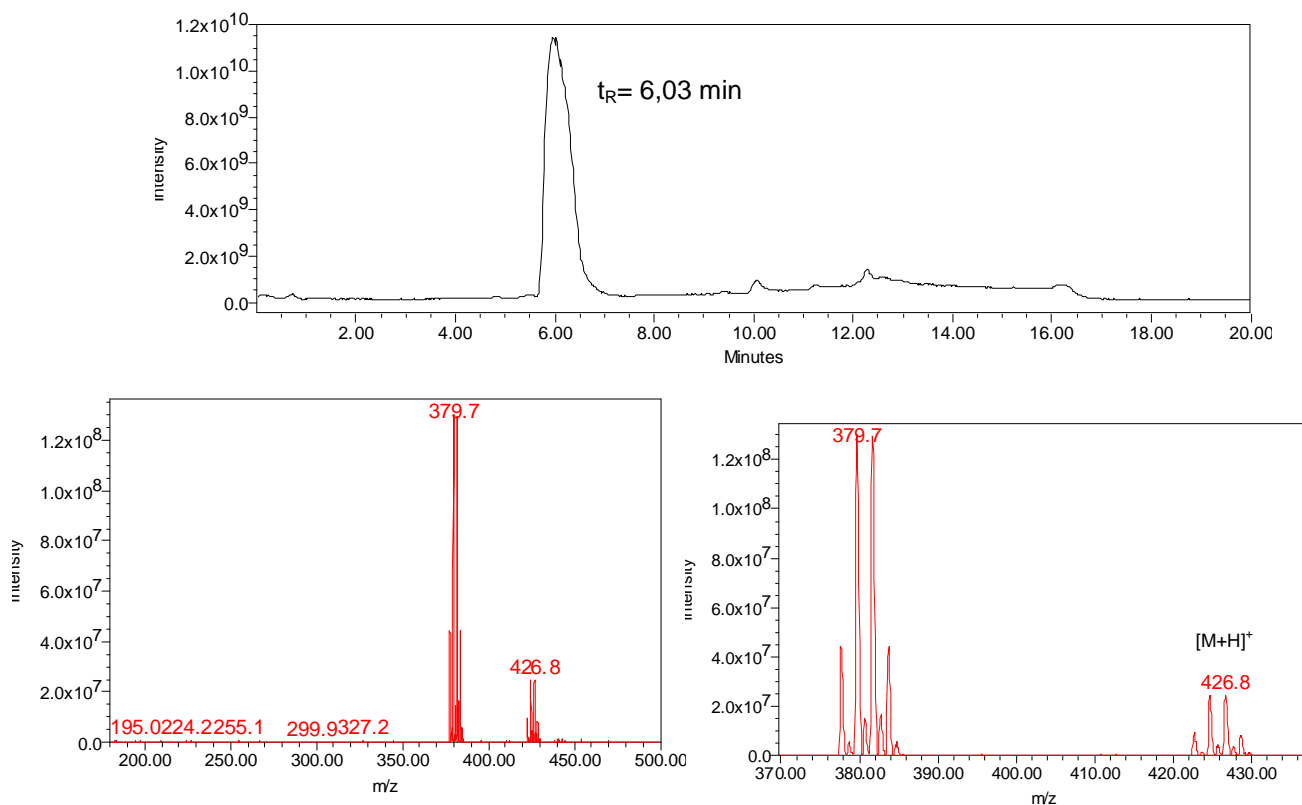 1.2x10^10
1.0x10^10
8.0x10^9
6.0x10^9
4.0x10^9
2.0x10^9
0.0
Intensity
t_R= 6,03 min
2.00 4.00 6.00 8.00 10.00 12.00 14.00 16.00 18.00 20.00
Minutes
379.7
1.2x10^8
1.0x10^8
8.0x10^7
6.0x10^7
4.0x10^7
2.0x10^7
0.0
Intensity
426.8
195.0224.2255.1 299.9327.2
200.00 250.00 300.00 350.00 400.00 450.00 500.00
m/z
379.7
1.2x10^8
1.0x10^8
8.0x10^7
6.0x10^7
4.0x10^7
2.0x10^7
0.0
Intensity
[M+H]^+
426.8
370.00 380.00 390.00 400.00 410.00 420.00 430.00
m/z